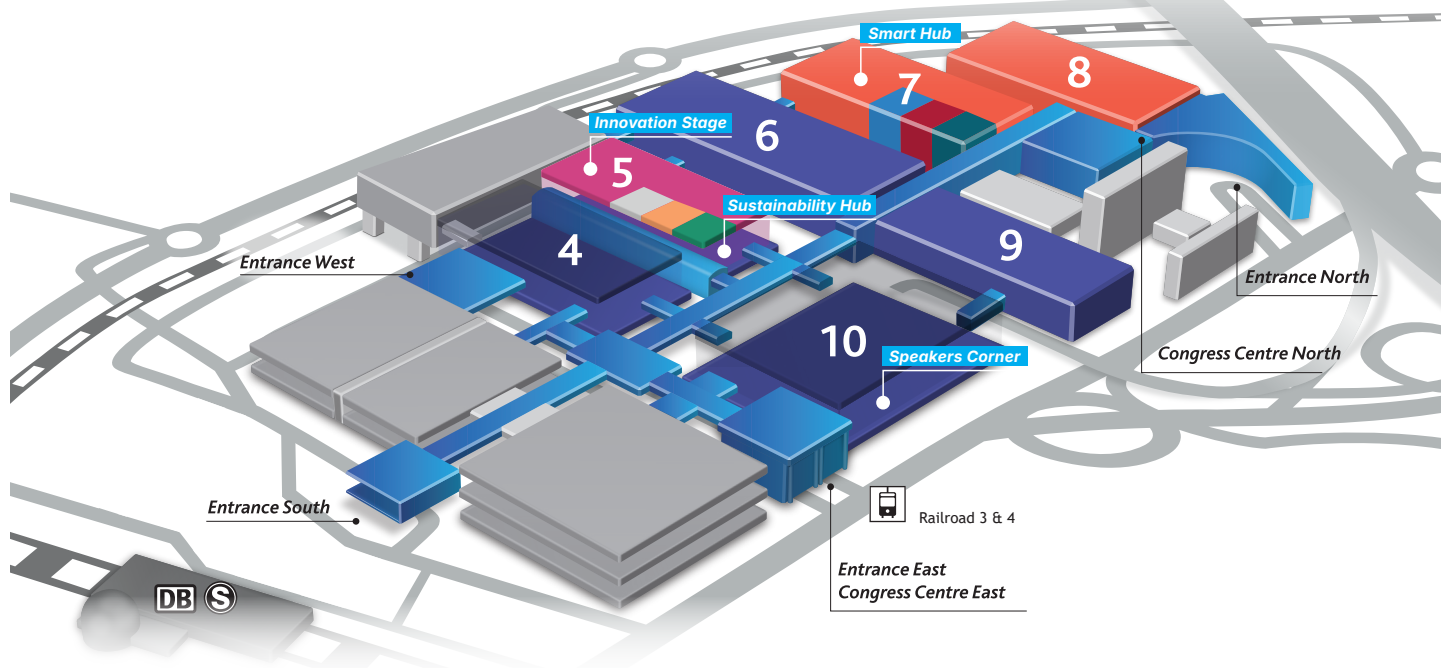 Smart Hub
8
7
Innovation Stage
6
5
Sustainability Hub
4
9
Entrance West
Entrance North
10
Speakers Corner
Congress Centre North
Entrance South
Railroad 3 & 4
Entrance East
Congress Centre East
DB S